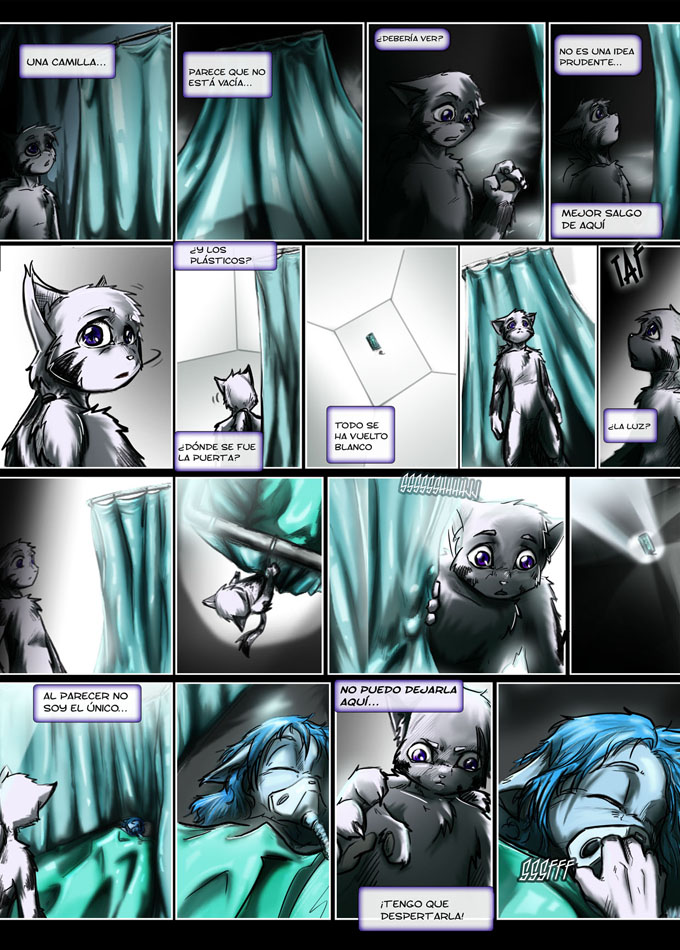 UNA CAMILLA...
PARECE QUE NO
ESTÁ VACÍA...
¿DEBERÍA VER?
NO ES UNA IDEA
PRUDENTE...
MEJOR SALGO
DE AQUÍ
¿Y LOS
PLÁSTICOS?
¿DÓNDE SE FUE
LA PUERTA?
TODO SE
HA VUELTO
BLANCO
TAF
¿LA LUZ?
AL PARECER NO
SOY EL ÚNICO...
NO PUEDO DEJARLA
AQUÍ...
¡TENGO QUE
DESPERTARLA!
gggfff